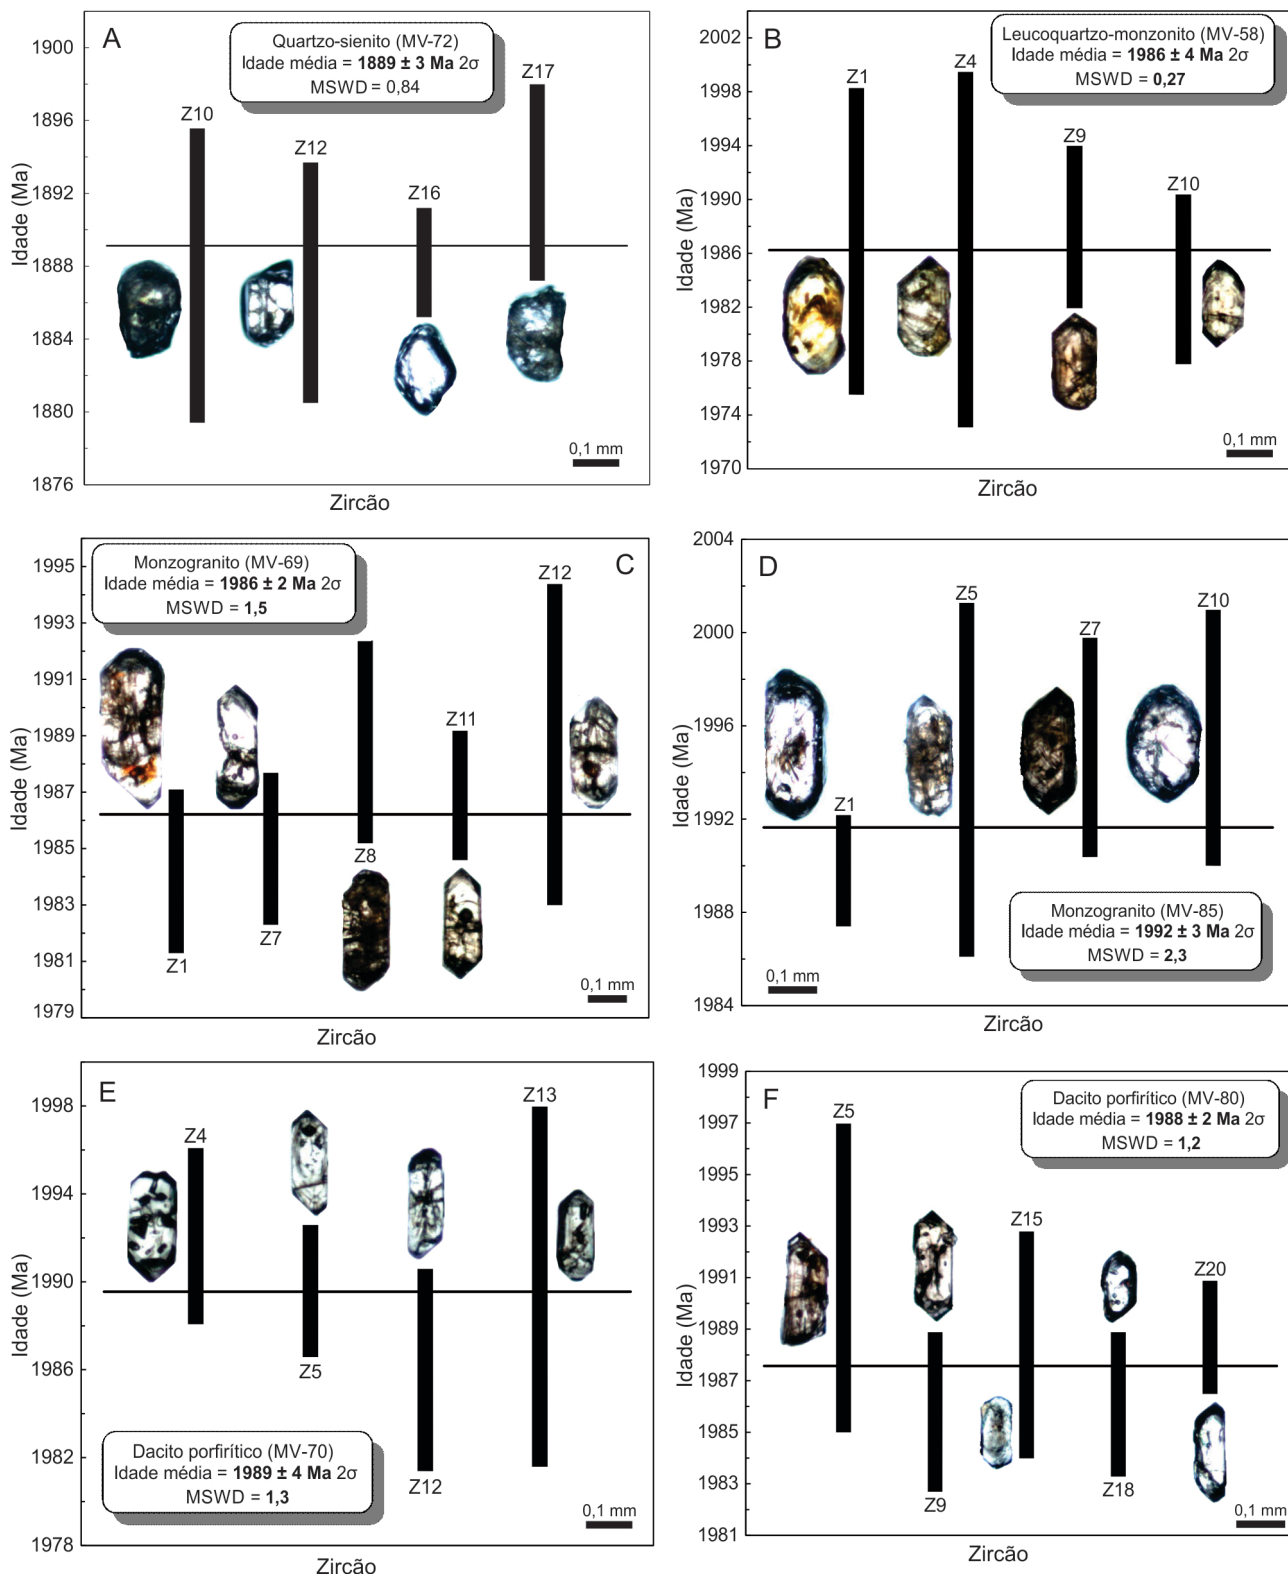 A
Quartzo-sienito (MV-72)
Idade média = 1889 ± 3 Ma 2σ
MSWD = 0,84
Idade (Ma)
1900
1896
1892
1888
1884
1880
1876
Z10
Z12
Z16
Z17
0,1 mm
Zircão
B
Leucoquartzo-monzonito (MV-58)
Idade média = 1986 ± 4 Ma 2σ
MSWD = 0,27
Idade (Ma)
2002
1998
1994
1990
1986
1982
1978
1974
1970
Z1
Z4
Z9
Z10
0,1 mm
Zircão
C
Monzogranito (MV-69)
Idade média = 1986 ± 2 Ma 2σ
MSWD = 1,5
Idade (Ma)
1995
1993
1991
1989
1987
1985
1983
1981
1979
Z1
Z7
Z8
Z11
Z12
0,1 mm
Zircão
D
Monzogranito (MV-85)
Idade média = 1992 ± 3 Ma 2σ
MSWD = 2,3
Idade (Ma)
2004
2000
1996
1992
1988
1984
Z1
Z5
Z7
Z10
0,1 mm
Zircão
E
Dacito porfirítico (MV-70)
Idade média = 1989 ± 4 Ma 2σ
MSWD = 1,3
Idade (Ma)
1998
1994
1990
1986
1982
1978
Z4
Z5
Z12
Z13
0,1 mm
Zircão
F
Dacito porfirítico (MV-80)
Idade média = 1988 ± 2 Ma 2σ
MSWD = 1,2
Idade (Ma)
1999
1997
1995
1993
1991
1989
1987
1985
1983
1981
Z5
Z9
Z15
Z18
Z20
0,1 mm
Zircão